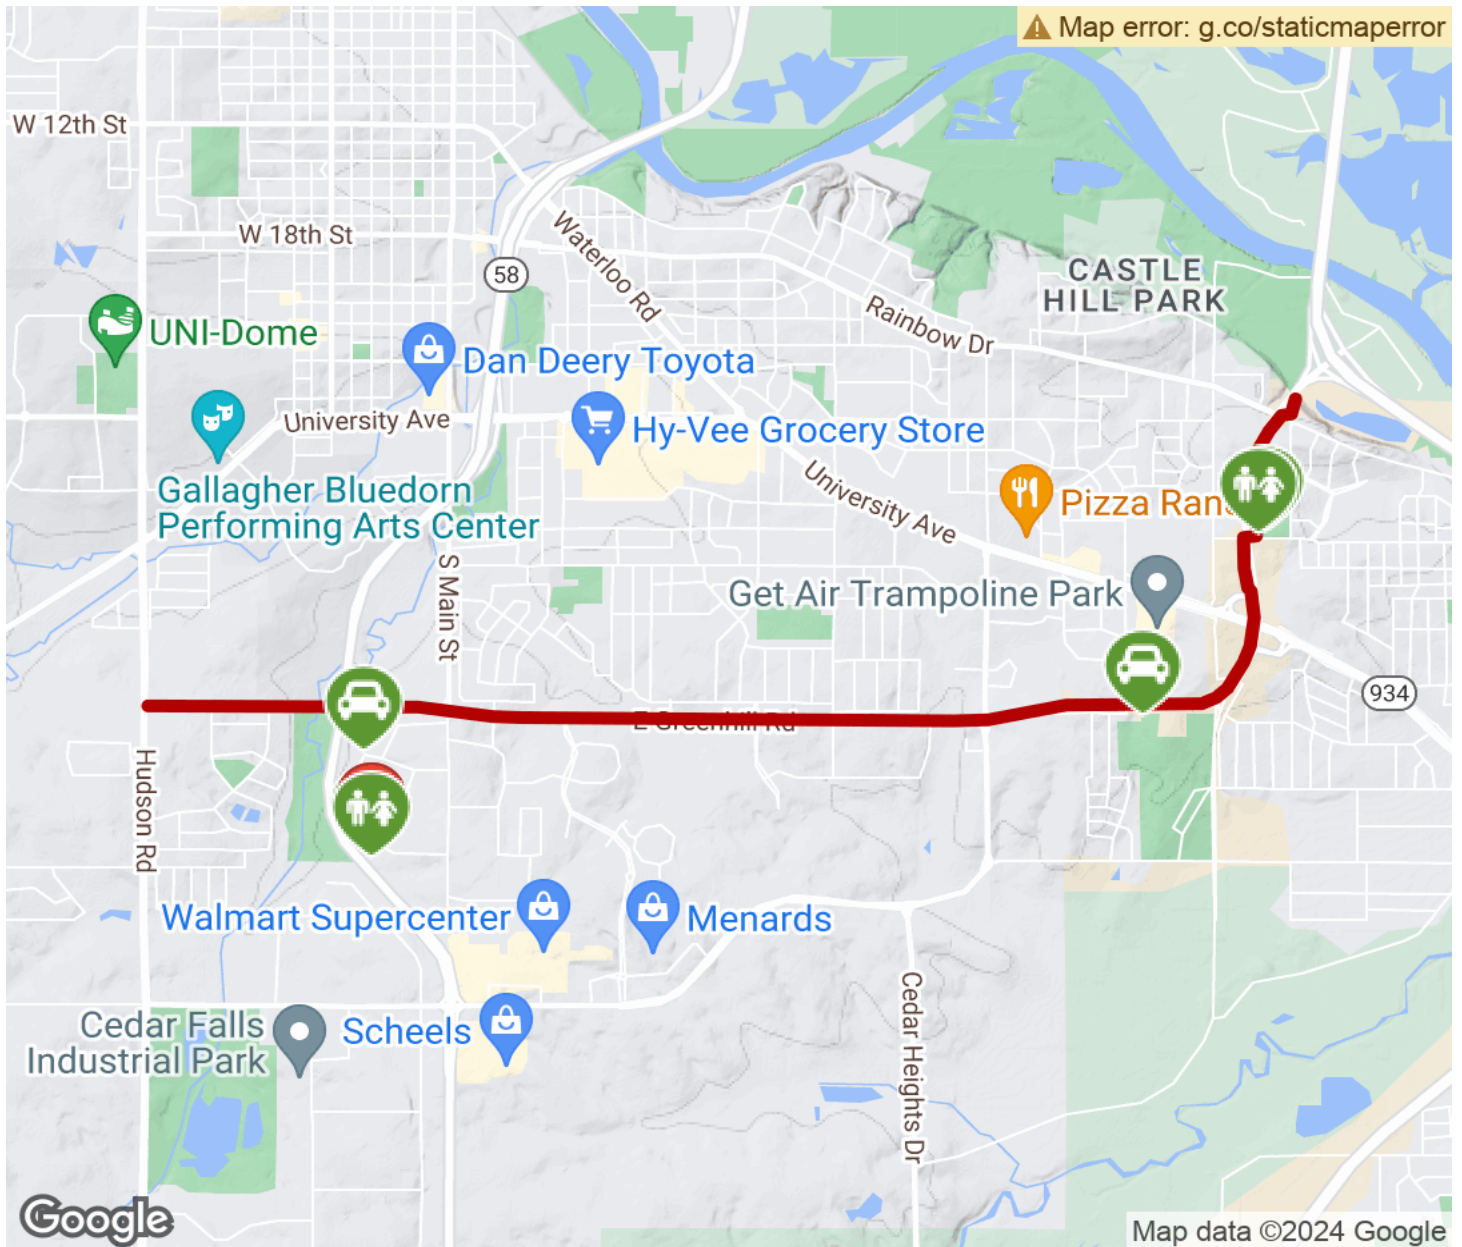 Map error: g.co/staticmaperror
W 12th St
W 18th St
58
Waterloo Rd
CASTLE
HILL PARK
Rainbow Dr
UNI-Dome
Dan Deery Toyota
University Ave
Hy-Vee Grocery Store
University Ave
Gallagher Bluedorn
Performing Arts Center
Pizza Ran
S Main St
Get Air Trampoline Park
934
E Greenhill Rd
Hudson Rd
Walmart Supercenter
Menards
Cedar Heights Dr
Cedar Falls
Industrial Park
Scheels
Google
Map data ©2024 Google